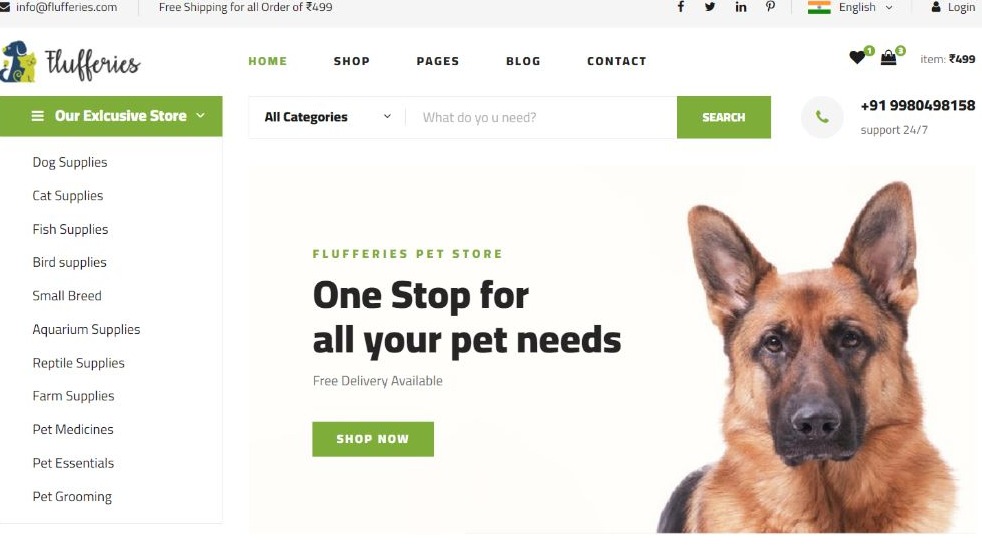 info@flufferies.com
Free Shipping for all Order of ₹499
English
Login
Flufferies
HOME
SHOP
PAGES
BLOG
CONTACT
1
3
item: ₹499
Our Exlcusive Store
All Categories
What do yo u need?
SEARCH
+91 9980498158
support 24/7
Dog Supplies
Cat Supplies
Fish Supplies
Bird supplies
Small Breed
Aquarium Supplies
Reptile Supplies
Farm Supplies
Pet Medicines
Pet Essentials
Pet Grooming
FLUFFERIES PET STORE
One Stop for
all your pet needs
Free Delivery Available
SHOP NOW